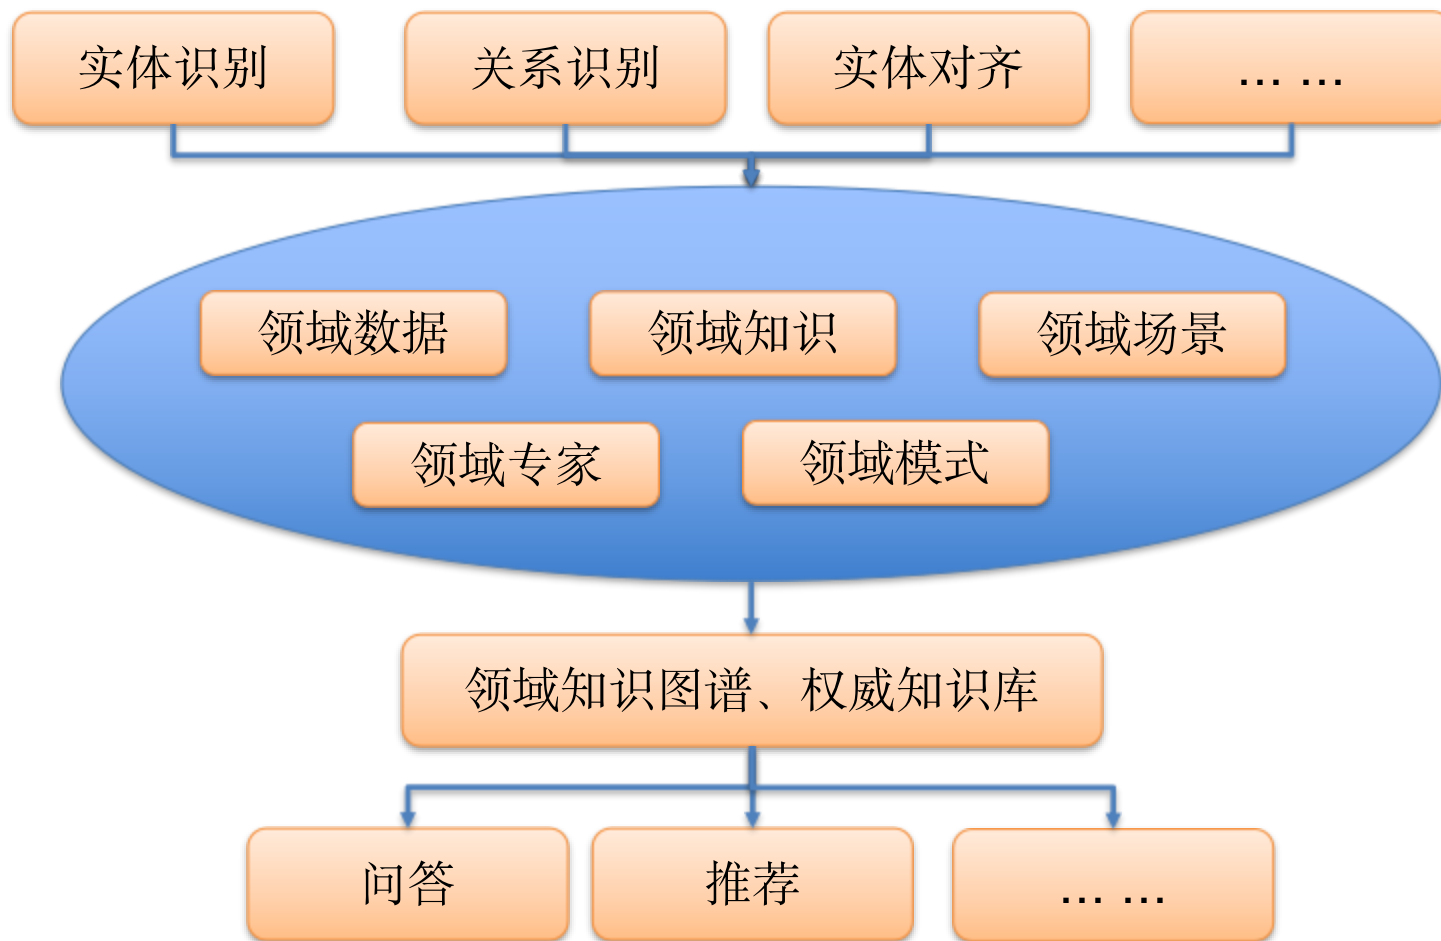 实体识别
关系识别
实体对齐
... ...
领域数据
领域知识
领域场景
领域专家
领域模式
领域知识图谱、权威知识库
问答
推荐
... ...